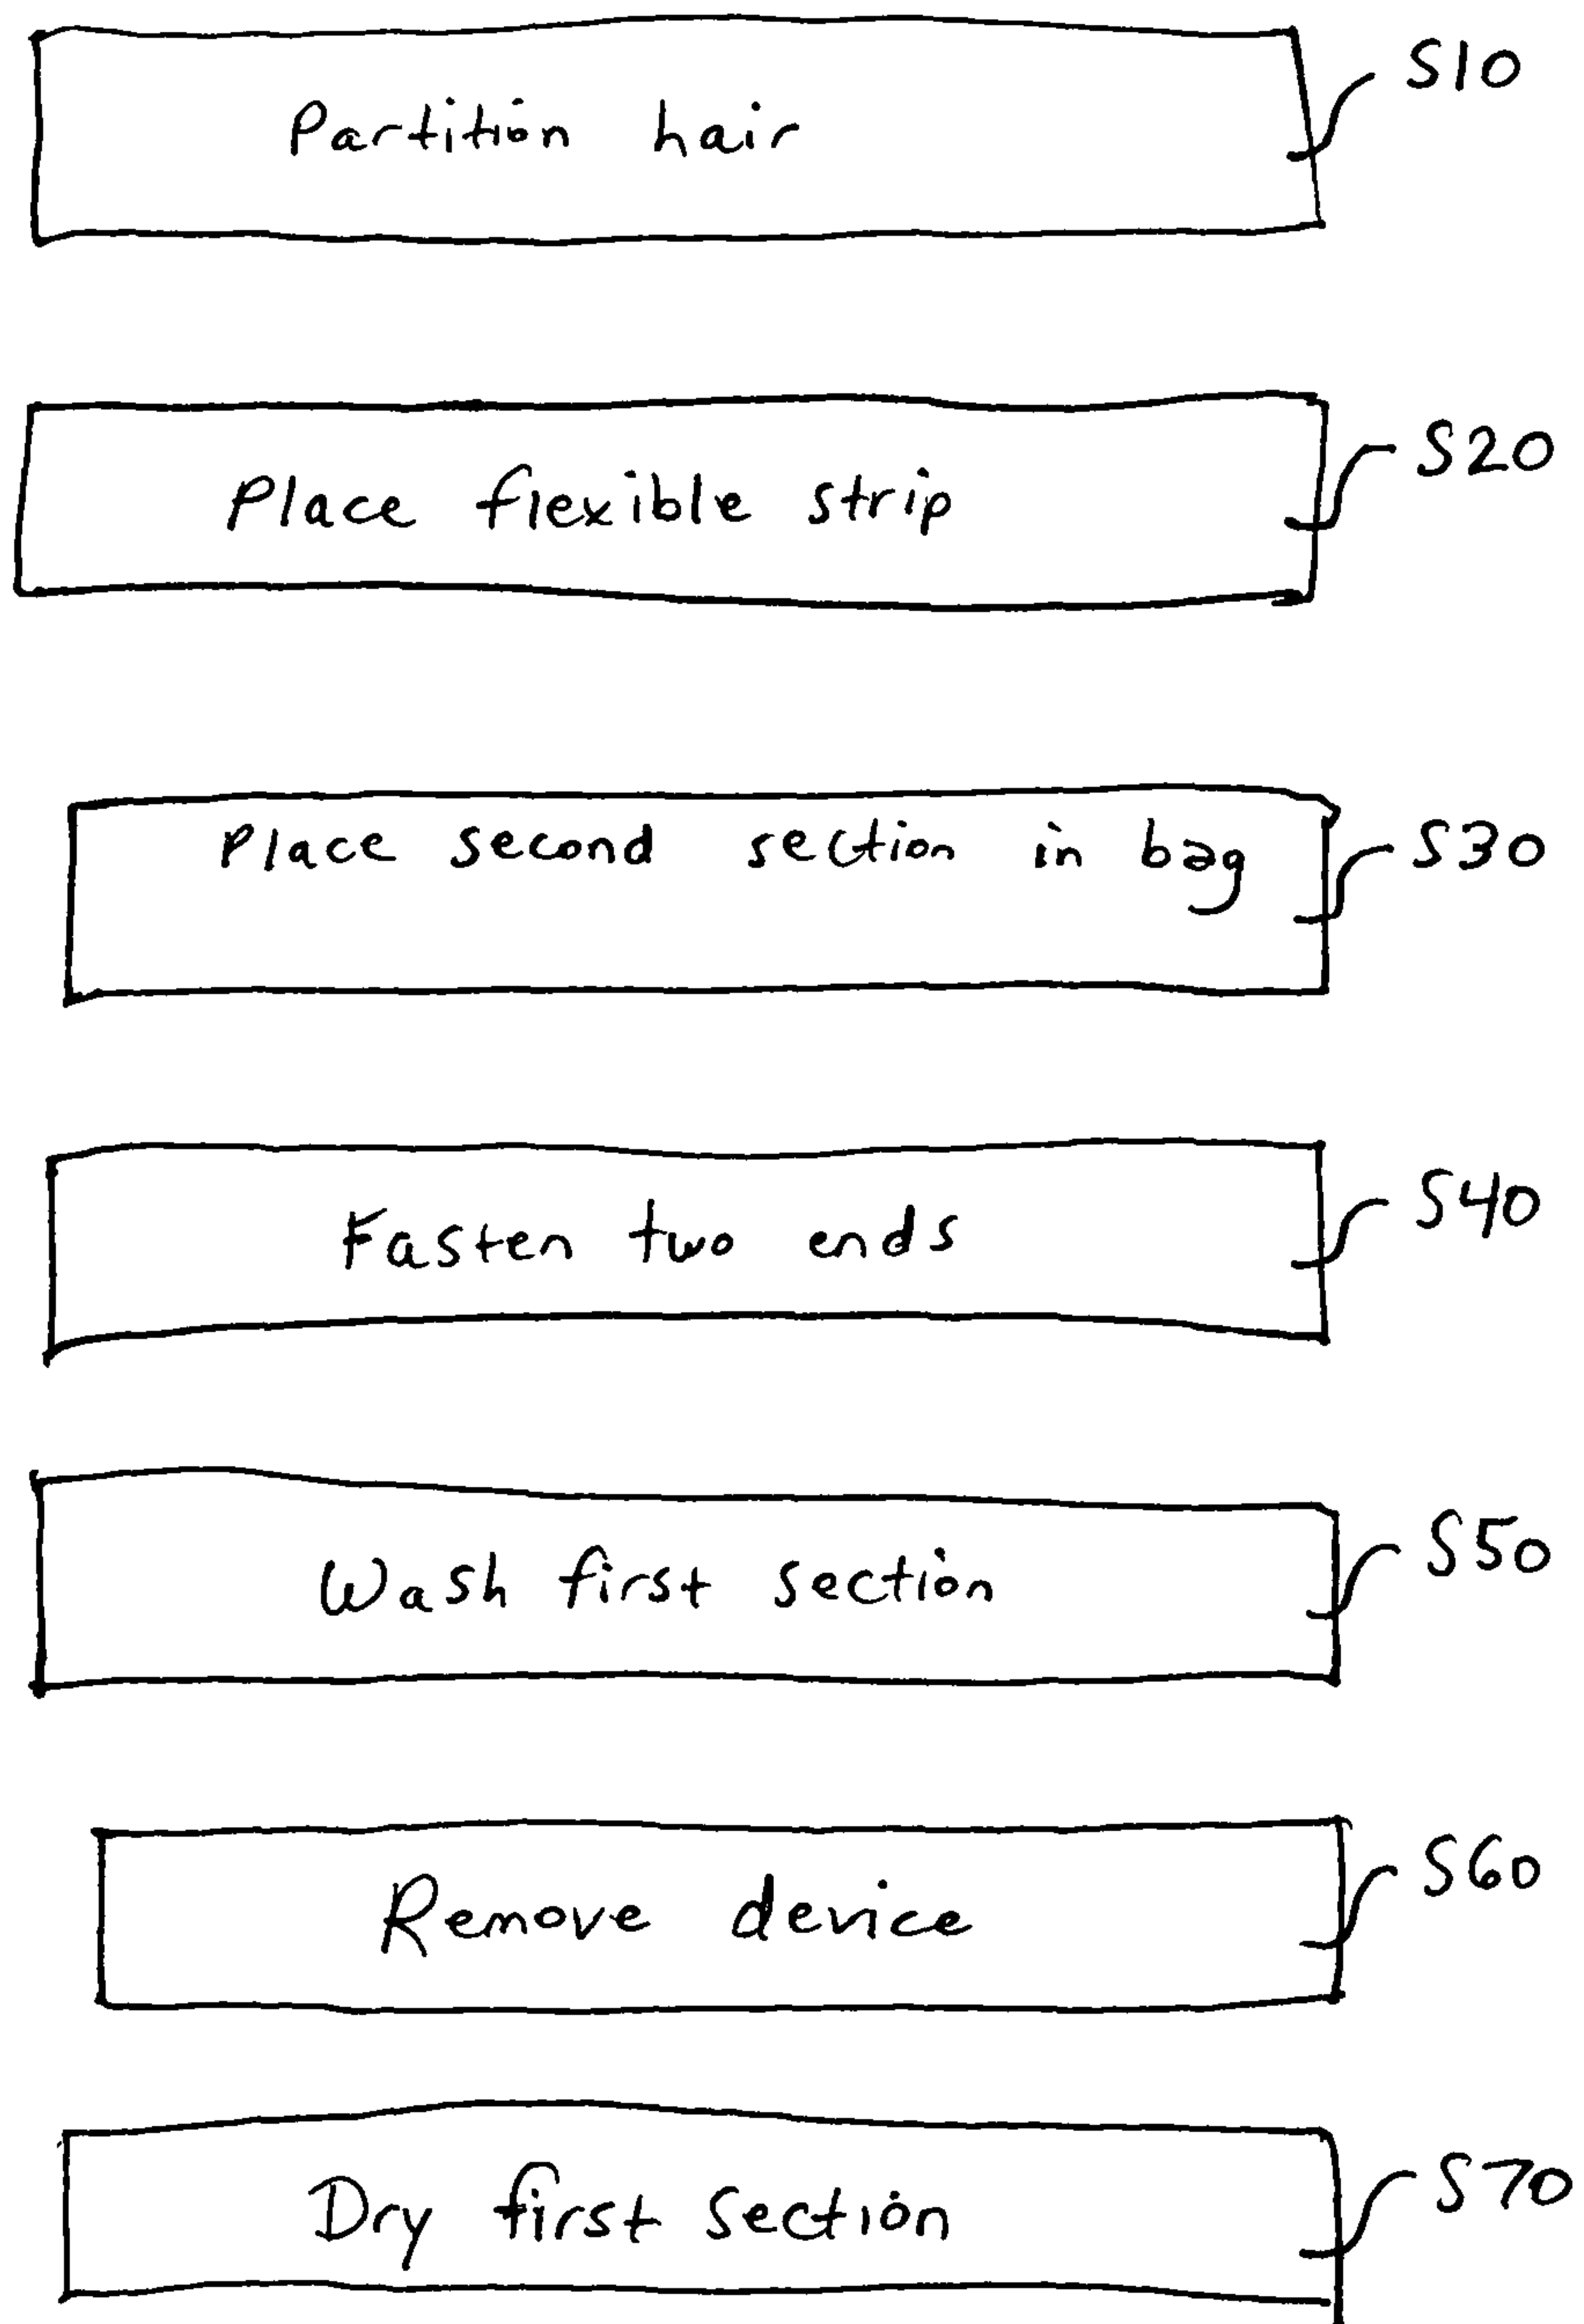 Partition hair S10
Place flexible strip S20
Place second section in bag S30
Fasten two ends S40
Wash first section S50
Remove device S60
Dry first section S70